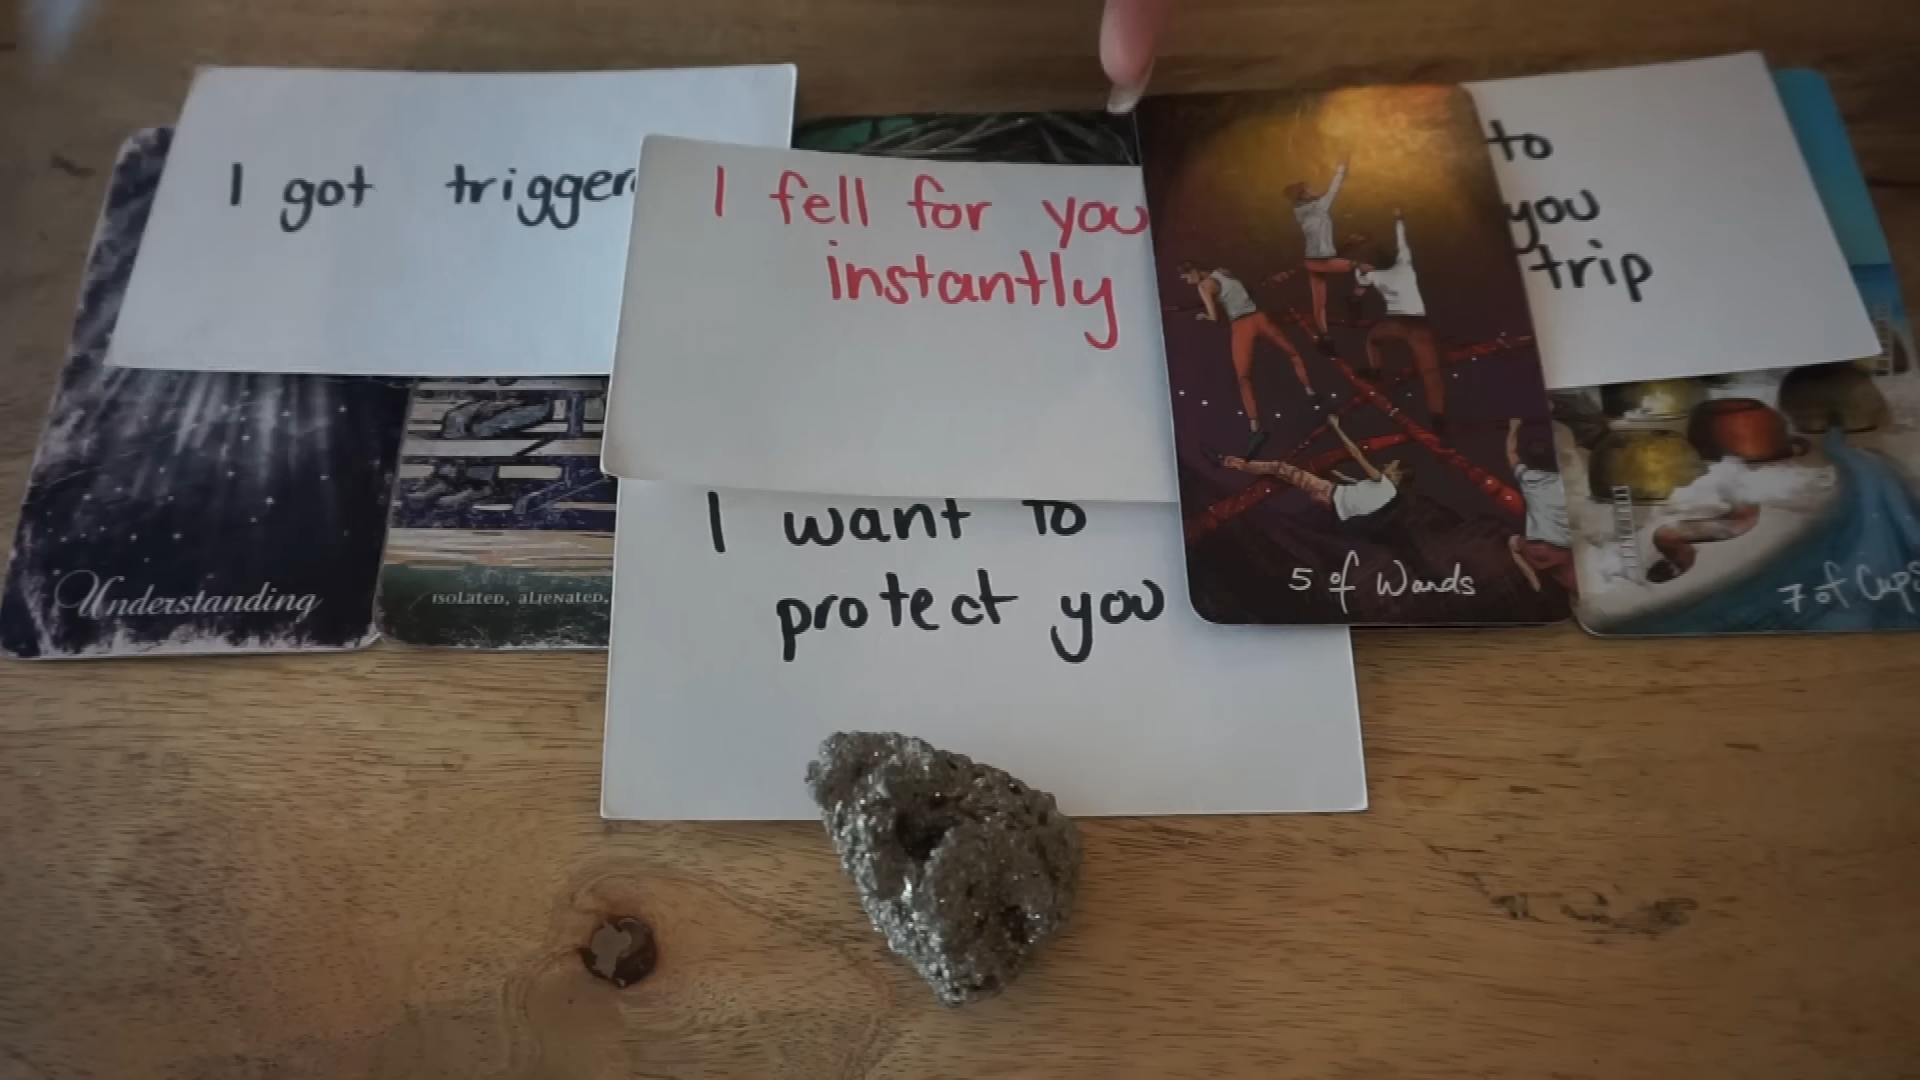 I got
I fell for you
instantly
I want to
protect you
to
you
trip
5 of Wands
7 of Cups
Understanding
ISOLATED, ALIENATED,